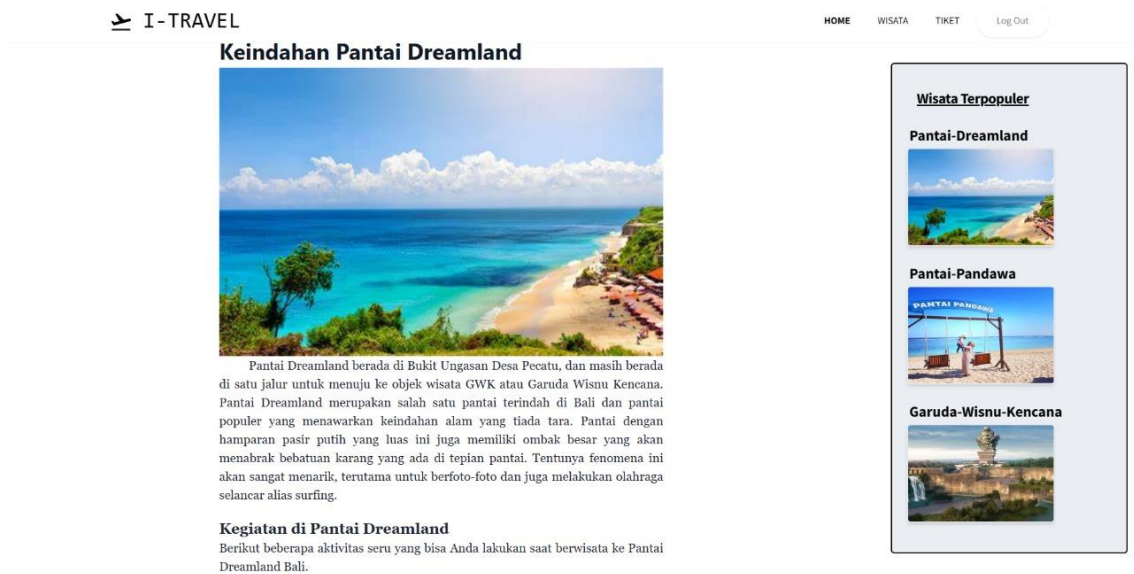 I-TRAVEL
HOME
WISATA
TIKET
Log Out
Keindahan Pantai Dreamland
Pantai Dreamland berada di Bukit Ungasan Desa Pecatu, dan masih berada
di satu jalur untuk menuju ke objek wisata GWK atau Garuda Wisnu Kencana.
Pantai Dreamland merupakan salah satu pantai terindah di Bali dan pantai
populer yang menawarkan keindahan alam yang tiada tara. Pantai dengan
hamparan pasir putih yang luas ini juga memiliki ombak besar yang akan
menabrak bebatuan karang yang ada di tepian pantai. Tentunya fenomena ini
akan sangat menarik, terutama untuk berfoto-foto dan juga melakukan olahraga
selancar alias surfing.
Kegiatan di Pantai Dreamland
Berikut beberapa aktivitas seru yang bisa Anda lakukan saat berwisata ke Pantai
Dreamland Bali.
Wisata Terpopuler
Pantai-Dreamland
Pantai-Pandawa
PANTAI PANDAWA
Garuda-Wisnu-Kencana